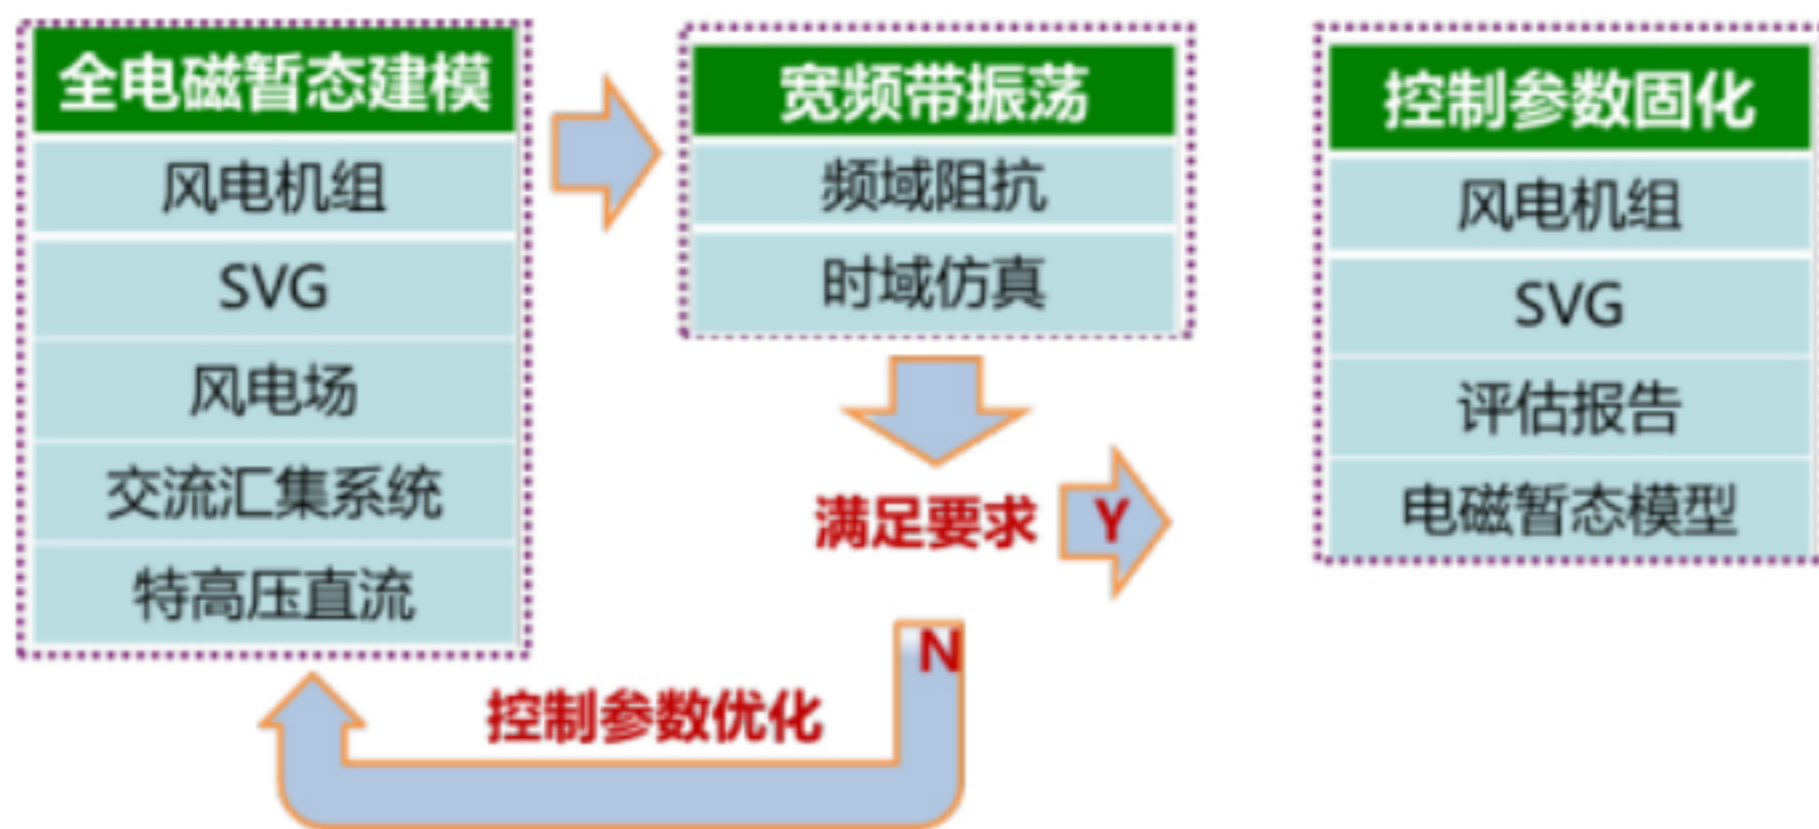 全电磁暂态建模
风电机组
SVG
风电场
交流汇集系统
特高压直流
宽频带振荡
频域阻抗
时域仿真
满足要求
Y
N
控制参数优化
控制参数固化
风电机组
SVG
评估报告
电磁暂态模型